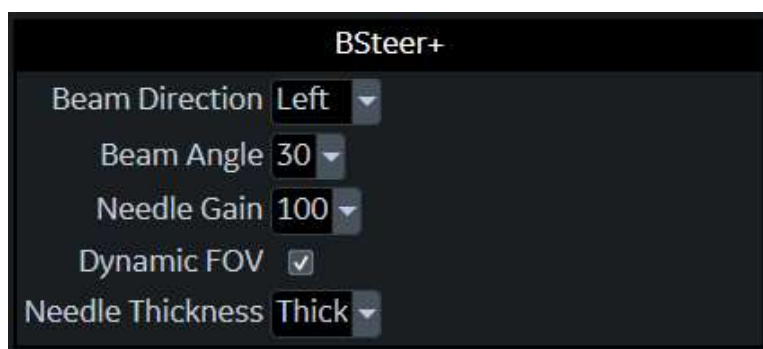 BSteer+
Beam Direction Left
Beam Angle 30
Needle Gain 100
Dynamic FOV
Needle Thickness Thick